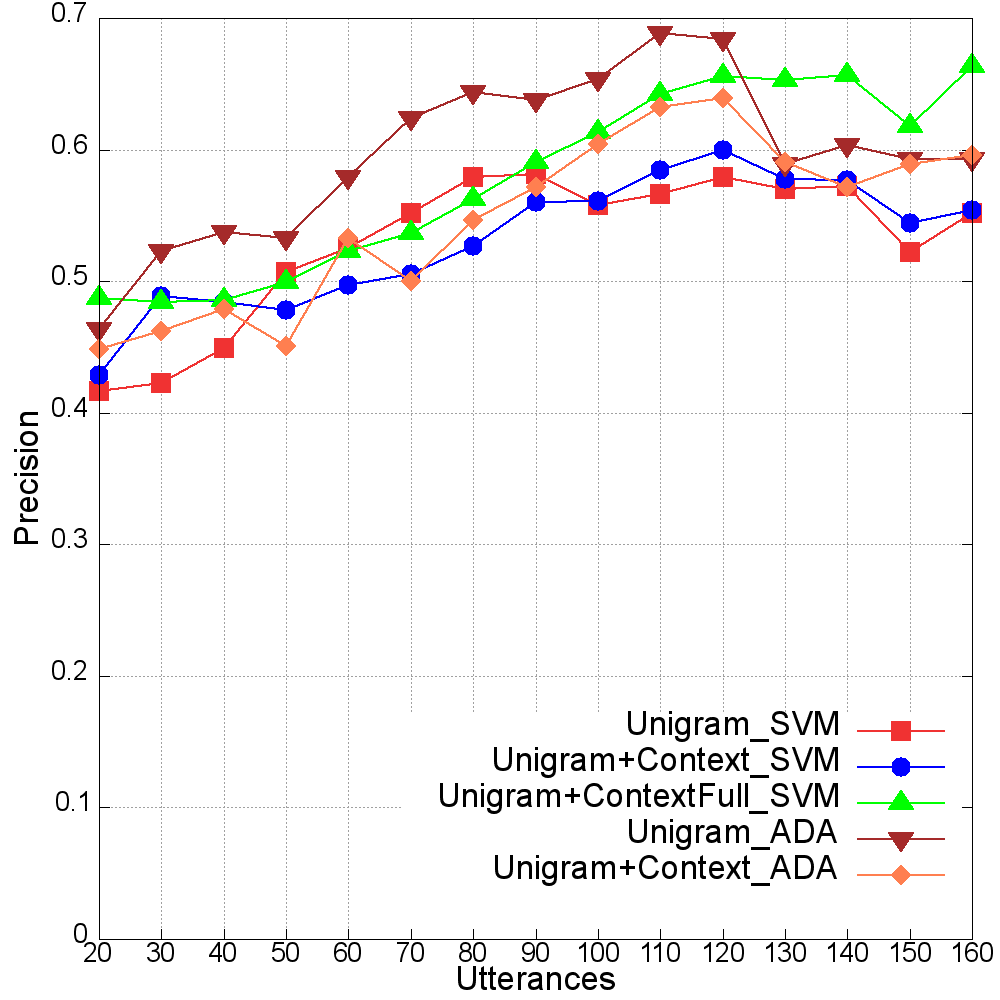 0.7
0.6
0.5
0.4
0.3
0.2
0.1
0
Precision
Unigram_SVM
Unigram+Context_SVM
Unigram+ContextFull_SVM
Unigram_ADA
Unigram+Context_ADA
20 30 40 50 60 70 80 90 100 110 120 130 140 150 160
Utterances